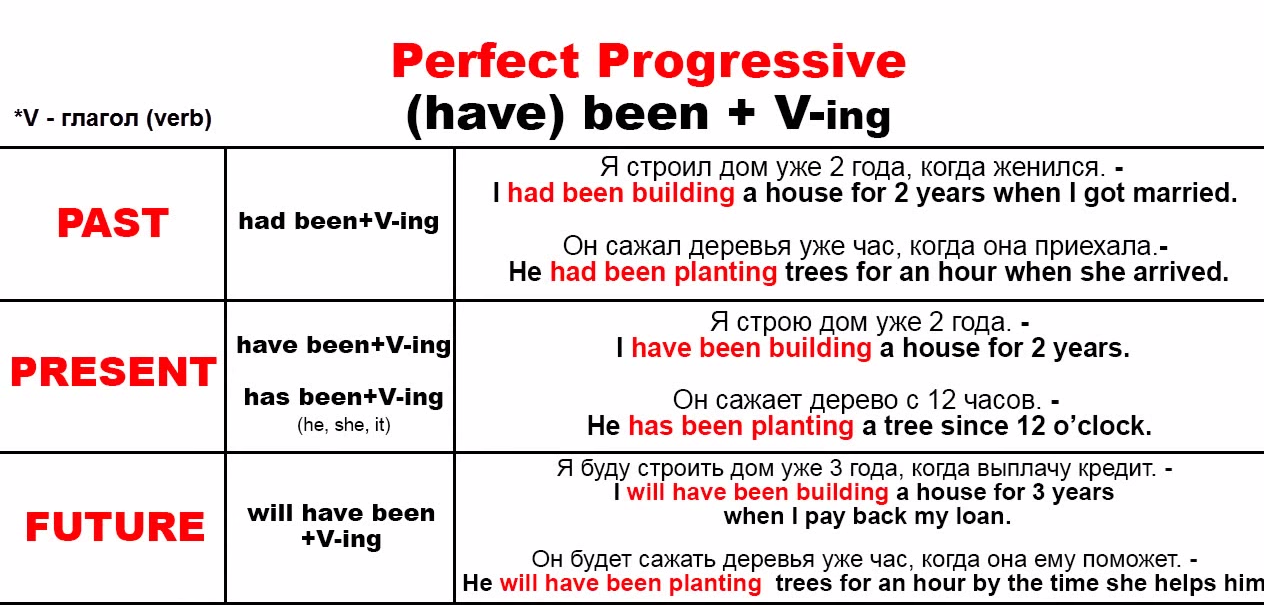 Perfect Progressive
*V - глагол (verb)
(have) been + V-ing
PAST
had been+V-ing
Я строил дом уже 2 года, когда женился. -
I had been building a house for 2 years when I got married.
Он сажал деревья уже час, когда она приехала.-
He had been planting trees for an hour when she arrived.
PRESENT
have been+V-ing
has been+V-ing
(he, she, it)
Я строю дом уже 2 года. -
I have been building a house for 2 years.
Он сажает дерево с 12 часов. -
He has been planting a tree since 12 o’clock.
FUTURE
will have been
+V-ing
Я буду строить дом уже 3 года, когда выплачу кредит. -
I will have been building a house for 3 years
when I pay back my loan.
Он будет сажать деревья уже час, когда она ему поможет. -
He will have been planting trees for an hour by the time she helps him